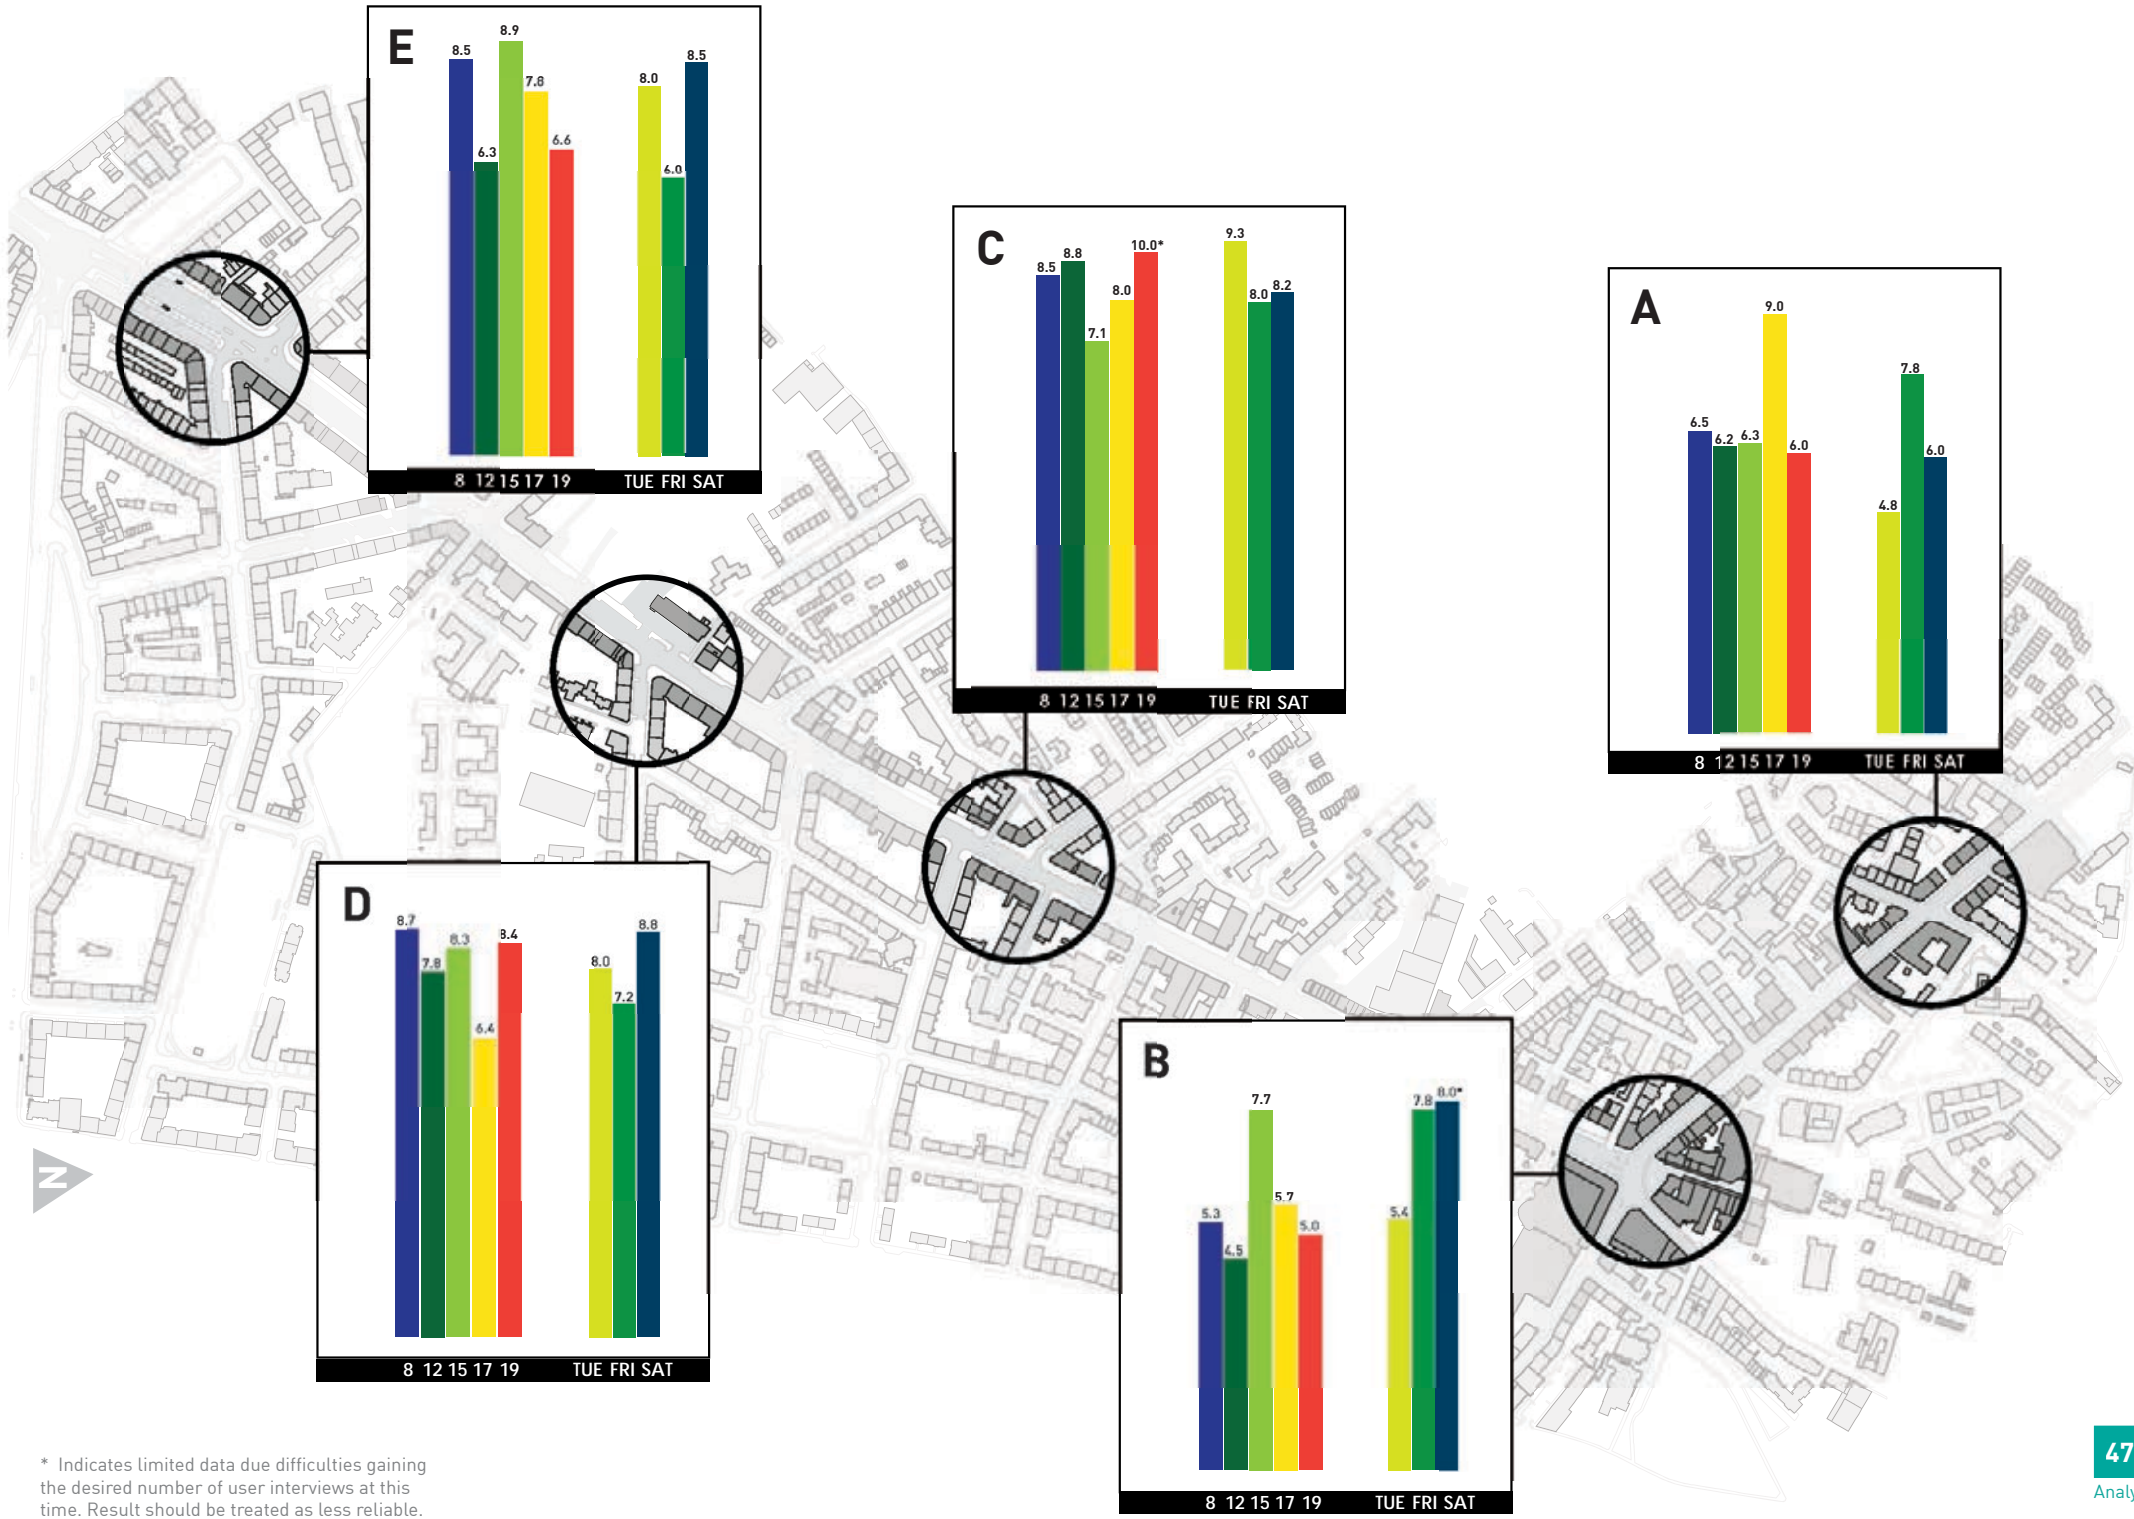 E
8.5
6.3
8.9
7.8
6.6
8.0
6.0
8.5
8 12 15 17 19 TUE FRI SAT
C
8.5
8.8
7.1
8.0
10.0*
9.3
8.0
8.2
8 12 15 17 19 TUE FRI SAT
A
6.5
6.2
6.3
9.0
6.0
4.8
7.8
6.0
8 12 15 17 19 TUE FRI SAT
D
8.7
7.8
8.3
6.4
8.4
8.0
7.2
8.8
8 12 15 17 19 TUE FRI SAT
B
5.3
4.5
7.7
5.7
5.0
5.4
7.8
8.0*
8 12 15 17 19 TUE FRI SAT
N
* Indicates limited data due difficulties gaining
the desired number of user interviews at this
time. Result should be treated as less reliable.
47
Analy